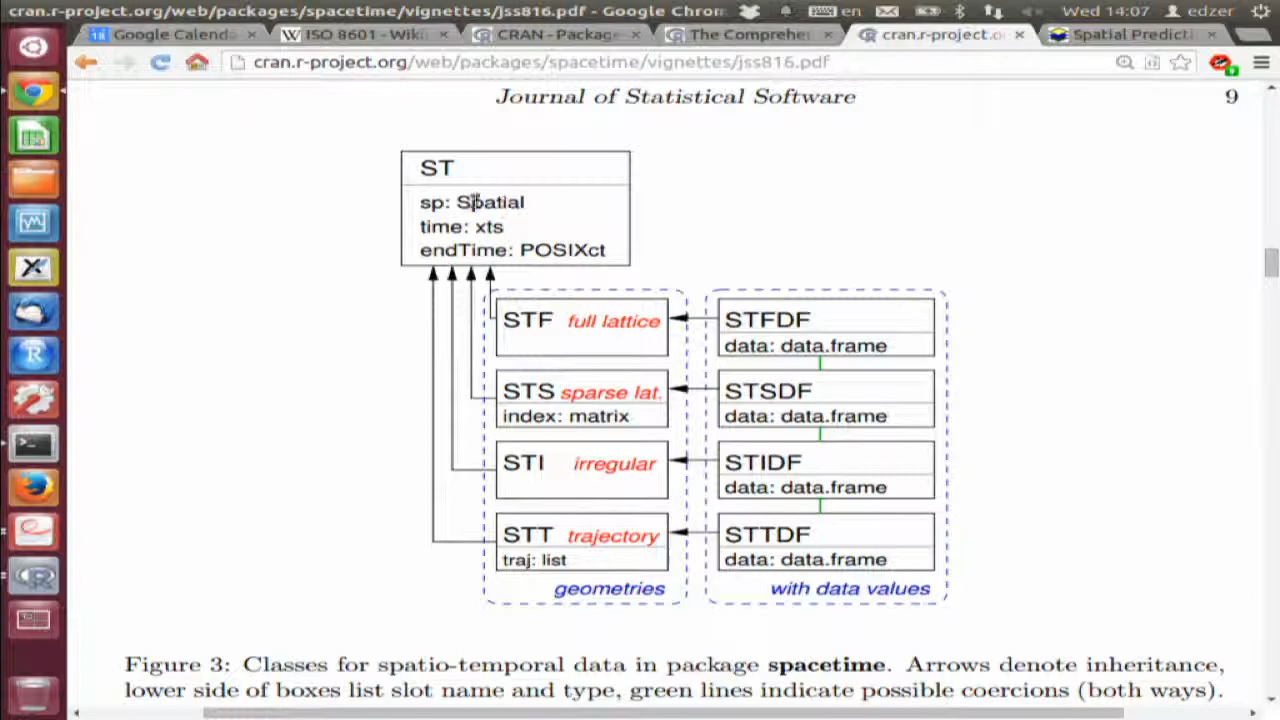 cran.r-project.org/web/packages/spacetime/vignettes/jss816.pdf - Google Chrom
en
Wed 14:07
edzer
18 Google Calend
ISO 8601 - Wiki
CRAN - Package
The Comprehen
cran.r-project.o
Spatial Predicti
cran.r-project.org/web/packages/spacetime/vignettes/jss816.pdf
Journal of Statistical Software
9
ST
sp: Spatial
time: xts
endTime: POSIXct
STF full lattice
STFDF
data: data.frame
STS sparse lat.
index: matrix
STSDF
data: data.frame
STI irregular
STIDF
data: data.frame
STT trajectory
traj: list
STTDF
data: data.frame
geometries
with data values
Figure 3: Classes for spatio-temporal data in package spacetime. Arrows denote inheritance,
lower side of boxes list slot name and type, green lines indicate possible coercions (both ways).